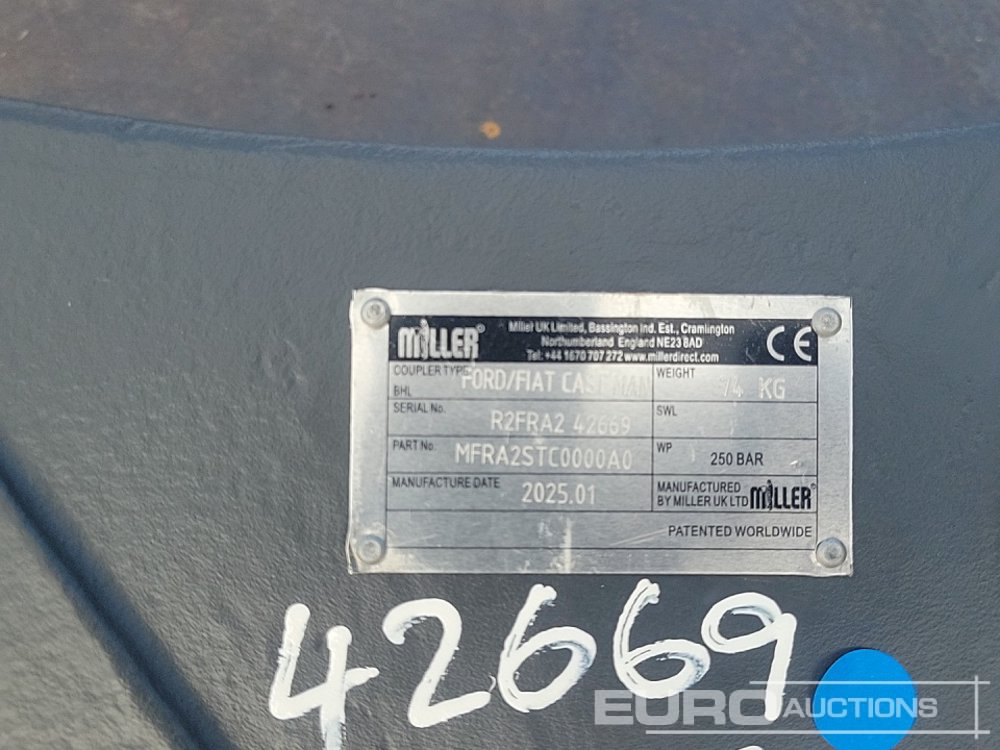 MILLER®
Miller UK Limited, Bassington Ind. Est., Cramlington
Northumberland England NE23 8AD
Tel: +44 1670 707 272 www.millerdirect.com
CE
COUPLER TYPE FORD/FIAT CASE MAN
BHL
WEIGHT 74 KG
SERIAL No. R2FRA2 42669
SWL
PART No. MFRA2STC0000A0
WP 250 BAR
MANUFACTURE DATE 2025.01
MANUFACTURED
BY MILLER UK LTD MILLER®
PATENTED WORLDWIDE
42669
EURO AUCTIONS